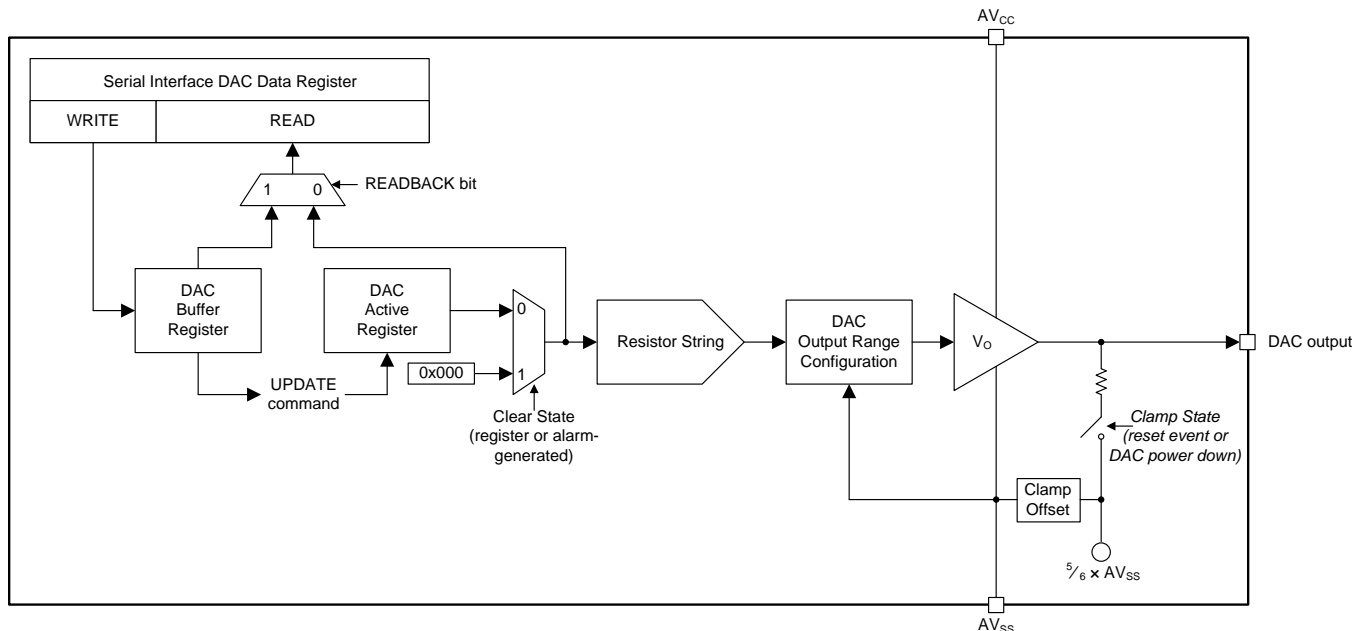 AVCC
Serial Interface DAC Data Register
WRITE
READ
1
0
READBACK bit
DAC
Buffer
Register
DAC
Active
Register
UPDATE
command
0
0x000
1
Clear State
(register or alarm-
generated)
Resistor String
DAC
Output Range
Configuration
VO
DAC output
Clamp State
(reset event or
DAC power down)
Clamp
Offset
5/6 × AVSS
AVSS